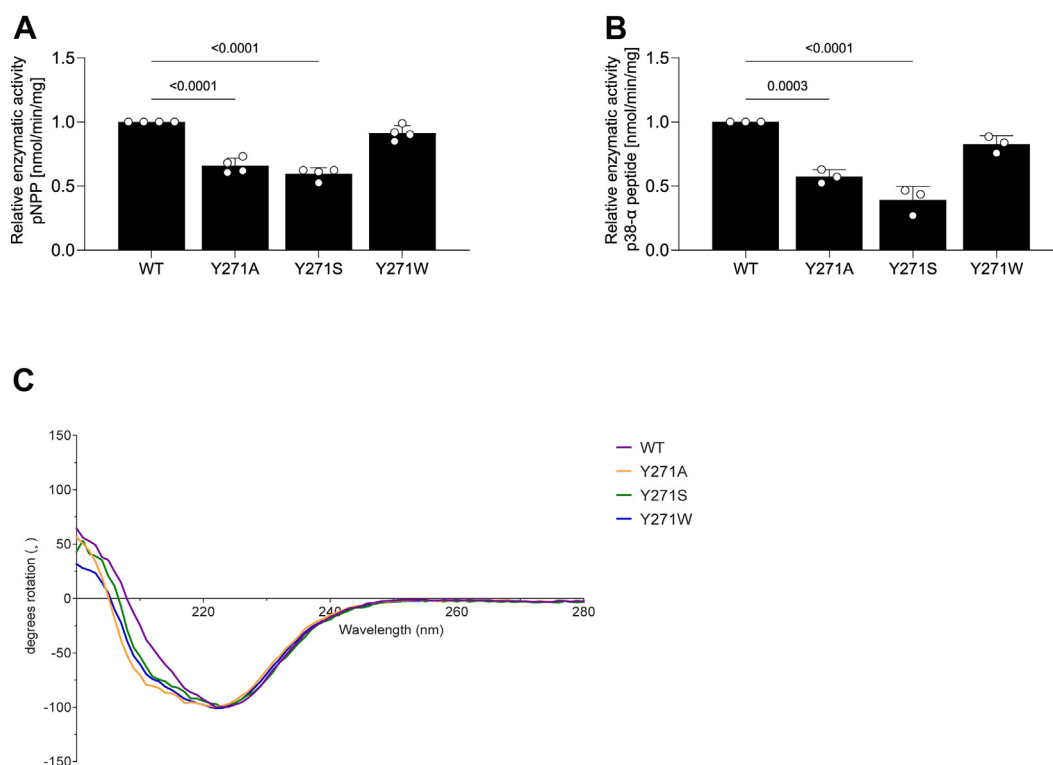 A
<0.0001
<0.0001
Relative enzymatic activity
pNPP [nmol/min/mg]
1.5
1.0
0.5
0.0
WT
Y271A
Y271S
Y271W
B
<0.0001
0.0003
Relative enzymatic activity
p38-α peptide [nmol/min/mg]
1.5
1.0
0.5
0.0
WT
Y271A
Y271S
Y271W
C
degrees rotation (°)
150
100
50
0
-50
-100
-150
220
240
260
280
Wavelength (nm)
WT
Y271A
Y271S
Y271W